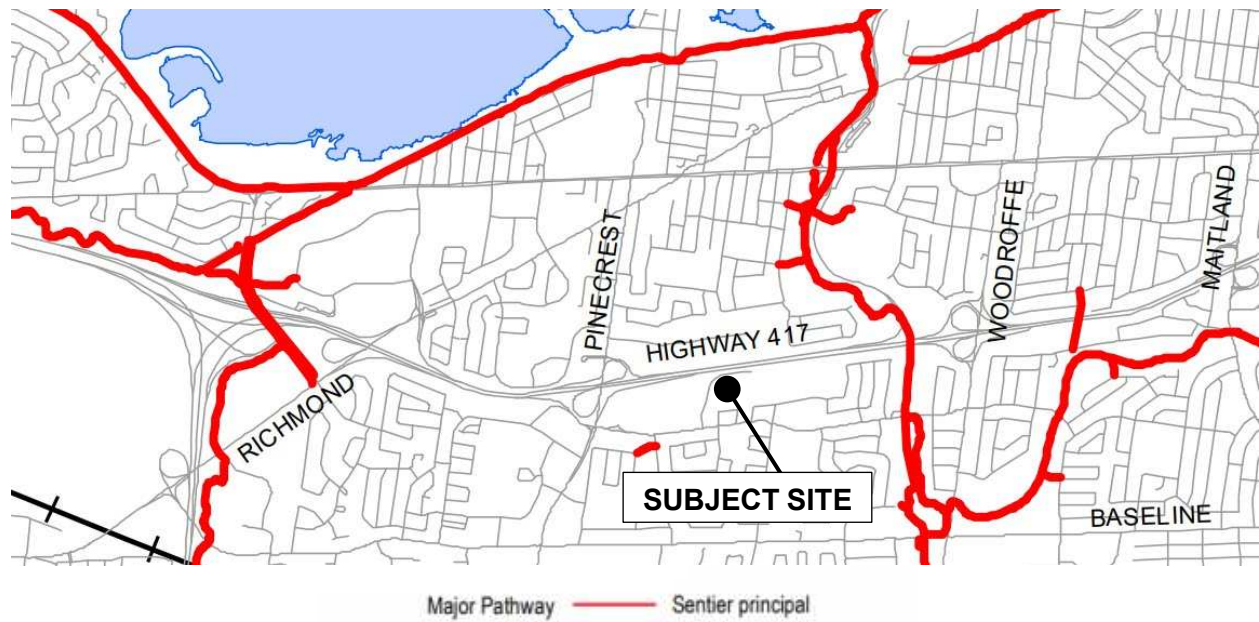 MAITLAND
WOODROFFE
PINECREST
HIGHWAY 417
RICHMOND
SUBJECT SITE
BASELINE
Major Pathway Sentier principal